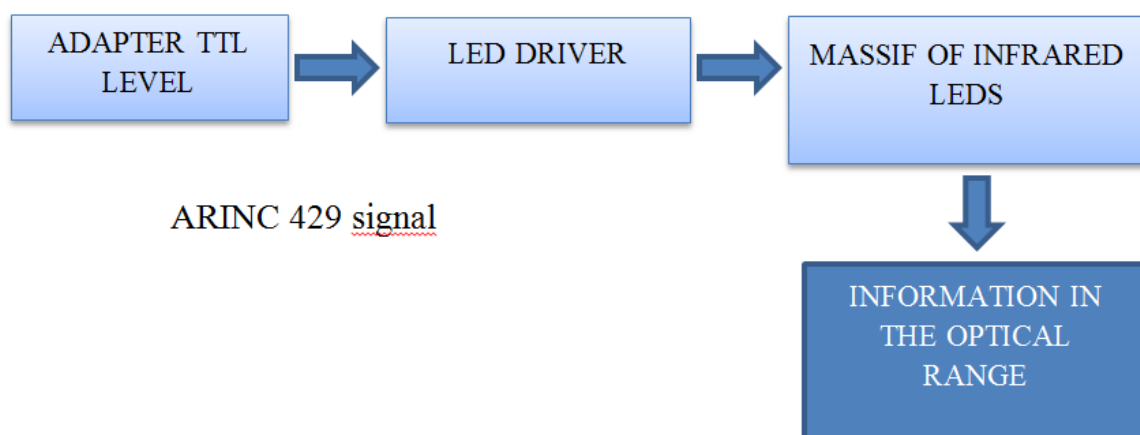 ADAPTER TTL
LEVEL
LED DRIVER
MASSIF OF INFRARED
LEDS
ARINC 429 signal
INFORMATION IN
THE OPTICAL
RANGE